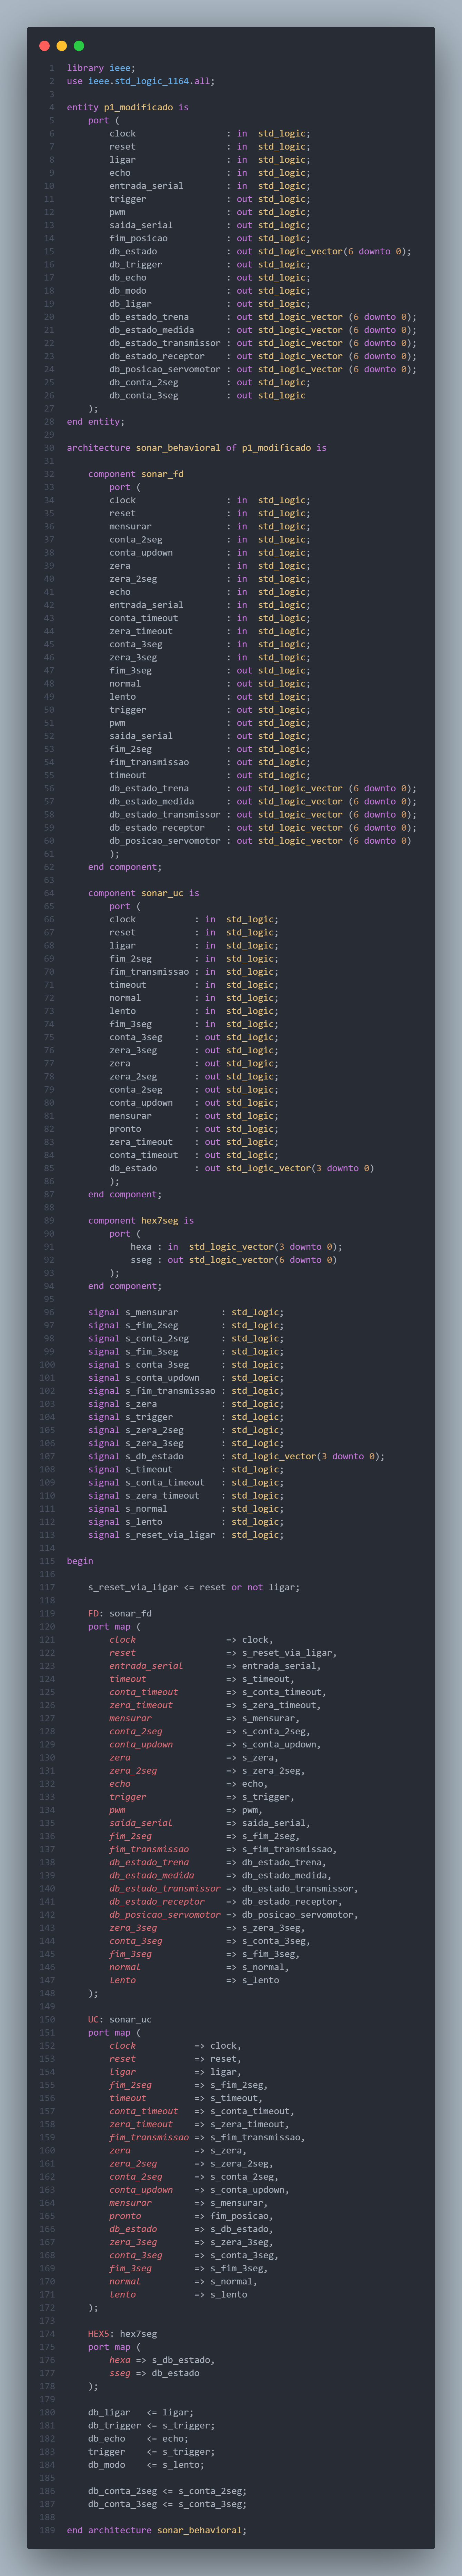 1 library ieee;
2 use ieee.std_logic_1164.all;
3
4 entity p1_modificado is
5     port (
6         clock                 : in  std_logic;
7         reset                 : in  std_logic;
8         ligar                 : in  std_logic;
9         echo                  : in  std_logic;
10         entrada_serial        : in  std_logic;
11         trigger               : out std_logic;
12         pwm                   : out std_logic;
13         saida_serial          : out std_logic;
14         fim_posicao           : out std_logic;
15         db_estado             : out std_logic_vector(6 downto 0);
16         db_trigger            : out std_logic;
17         db_echo               : out std_logic;
18         db_modo               : out std_logic;
19         db_ligar              : out std_logic;
20         db_estado_trena       : out std_logic_vector (6 downto 0);
21         db_estado_medida      : out std_logic_vector (6 downto 0);
22         db_estado_transmissor : out std_logic_vector (6 downto 0);
23         db_estado_receptor    : out std_logic_vector (6 downto 0);
24         db_posicao_servomotor : out std_logic_vector (6 downto 0);
25         db_conta_2seg         : out std_logic;
26         db_conta_3seg         : out std_logic
27     );
28 end entity;
29
30 architecture sonar_behavioral of p1_modificado is
31
32     component sonar_fd
33         port (
34         clock                 : in  std_logic;
35         reset                 : in  std_logic;
36         mensurar              : in  std_logic;
37         conta_2seg            : in  std_logic;
38         conta_updown          : in  std_logic;
39         zera                  : in  std_logic;
40         zera_2seg             : in  std_logic;
41         echo                  : in  std_logic;
42         entrada_serial        : in  std_logic;
43         conta_timeout         : in  std_logic;
44         zera_timeout          : in  std_logic;
45         conta_3seg            : in  std_logic;
46         zera_3seg             : in  std_logic;
47         fim_3seg              : out std_logic;
48         normal                : out std_logic;
49         lento                 : out std_logic;
50         trigger               : out std_logic;
51         pwm                   : out std_logic;
52         saida_serial          : out std_logic;
53         fim_2seg              : out std_logic;
54         fim_transmissao       : out std_logic;
55         timeout               : out std_logic;
56         db_estado_trena       : out std_logic_vector (6 downto 0);
57         db_estado_medida      : out std_logic_vector (6 downto 0);
58         db_estado_transmissor : out std_logic_vector (6 downto 0);
59         db_estado_receptor    : out std_logic_vector (6 downto 0);
60         db_posicao_servomotor : out std_logic_vector (6 downto 0)
61         );
62     end component;
63
64     component sonar_uc is
65         port (
66         clock           : in  std_logic;
67         reset           : in  std_logic;
68         ligar           : in  std_logic;
69         fim_2seg        : in  std_logic;
70         fim_transmissao : in  std_logic;
71         timeout         : in  std_logic;
72         normal          : in  std_logic;
73         lento           : in  std_logic;
74         fim_3seg        : in  std_logic;
75         conta_3seg      : out std_logic;
76         zera_3seg       : out std_logic;
77         zera            : out std_logic;
78         zera_2seg       : out std_logic;
79         conta_2seg      : out std_logic;
80         conta_updown    : out std_logic;
81         mensurar        : out std_logic;
82         pronto          : out std_logic;
83         zera_timeout    : out std_logic;
84         conta_timeout   : out std_logic;
85         db_estado       : out std_logic_vector(3 downto 0)
86         );
87     end component;
88
89     component hex7seg is
90         port (
91             hexa : in  std_logic_vector(3 downto 0);
92             sseg : out std_logic_vector(6 downto 0)
93         );
94     end component;
95
96     signal s_mensurar        : std_logic;
97     signal s_fim_2seg        : std_logic;
98     signal s_conta_2seg      : std_logic;
99     signal s_fim_3seg        : std_logic;
100     signal s_conta_3seg      : std_logic;
101     signal s_conta_updown    : std_logic;
102     signal s_fim_transmissao : std_logic;
103     signal s_zera            : std_logic;
104     signal s_trigger         : std_logic;
105     signal s_zera_2seg       : std_logic;
106     signal s_zera_3seg       : std_logic;
107     signal s_db_estado       : std_logic_vector(3 downto 0);
108     signal s_timeout         : std_logic;
109     signal s_conta_timeout   : std_logic;
110     signal s_zera_timeout    : std_logic;
111     signal s_normal          : std_logic;
112     signal s_lento           : std_logic;
113     signal s_reset_via_ligar : std_logic;
114
115 begin
116
117     s_reset_via_ligar <= reset or not ligar;
118
119     FD: sonar_fd
120     port map (
121         clock                 => clock,
122         reset                 => s_reset_via_ligar,
123         entrada_serial        => entrada_serial,
124         timeout               => s_timeout,
125         conta_timeout         => s_conta_timeout,
126         zera_timeout          => s_zera_timeout,
127         mensurar              => s_mensurar,
128         conta_2seg            => s_conta_2seg,
129         conta_updown          => s_conta_updown,
130         zera                  => s_zera,
131         zera_2seg             => s_zera_2seg,
132         echo                  => echo,
133         trigger               => s_trigger,
134         pwm                   => pwm,
135         saida_serial          => saida_serial,
136         fim_2seg              => s_fim_2seg,
137         fim_transmissao       => s_fim_transmissao,
138         db_estado_trena       => db_estado_trena,
139         db_estado_medida      => db_estado_medida,
140         db_estado_transmissor => db_estado_transmissor,
141         db_estado_receptor    => db_estado_receptor,
142         db_posicao_servomotor => db_posicao_servomotor,
143         zera_3seg             => s_zera_3seg,
144         conta_3seg            => s_conta_3seg,
145         fim_3seg              => s_fim_3seg,
146         normal                => s_normal,
147         lento                 => s_lento
148     );
149
150     UC: sonar_uc
151     port map (
152         clock           => clock,
153         reset           => reset,
154         ligar           => ligar,
155         fim_2seg        => s_fim_2seg,
156         timeout         => s_timeout,
157         conta_timeout   => s_conta_timeout,
158         zera_timeout    => s_zera_timeout,
159         fim_transmissao => s_fim_transmissao,
160         zera            => s_zera,
161         zera_2seg       => s_zera_2seg,
162         conta_2seg      => s_conta_2seg,
163         conta_updown    => s_conta_updown,
164         mensurar        => s_mensurar,
165         pronto          => fim_posicao,
166         db_estado       => s_db_estado,
167         zera_3seg       => s_zera_3seg,
168         conta_3seg      => s_conta_3seg,
169         fim_3seg        => s_fim_3seg,
170         normal          => s_normal,
171         lento           => s_lento
172     );
173
174     HEX5: hex7seg
175     port map (
176         hexa => s_db_estado,
177         sseg => db_estado
178     );
179
180     db_ligar   <= ligar;
181     db_trigger <= s_trigger;
182     db_echo    <= echo;
183     trigger    <= s_trigger;
184     db_modo    <= s_lento;
185
186     db_conta_2seg <= s_conta_2seg;
187     db_conta_3seg <= s_conta_3seg;
188
189 end architecture sonar_behavioral;